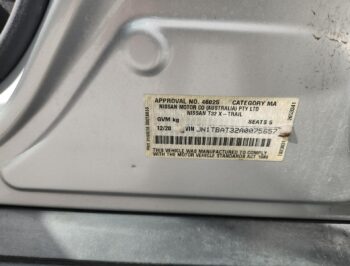 APPROVAL NO. 46025 CATEGORY MA
NISSAN MOTOR CO (AUSTRALIA) PTY LTD
NISSAN T32 X-TRAIL
GVM kg SEATS 5
12/20 VIN JN1TBAT32A0075657
THIS VEHICLE WAS MANUFACTURED
TO COMPLY WITH THE
MOTOR VEHICLE STANDARDS ACT 1989